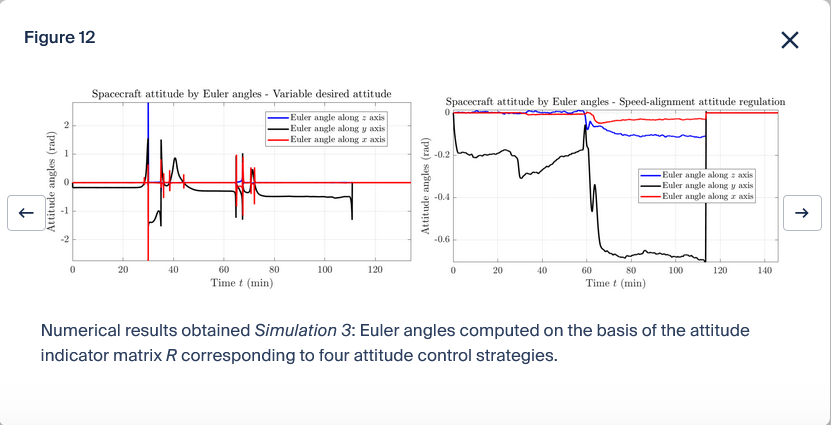 Figure 12
Spacecraft attitude by Euler angles - Variable desired attitude
Euler angle along z axis
Euler angle along y axis
Euler angle along x axis
Attitude angles (rad)
2
1
0
-1
-2
0 20 40 60 80 100 120
Time t (min)
Spacecraft attitude by Euler angles - Speed-alignment attitude regulation
Euler angle along z axis
Euler angle along y axis
Euler angle along x axis
Attitude angles (rad)
0
-0.2
-0.4
-0.6
0 20 40 60 80 100 120 140
Time t (min)
Numerical results obtained Simulation 3: Euler angles computed on the basis of the attitude
indicator matrix R corresponding to four attitude control strategies.